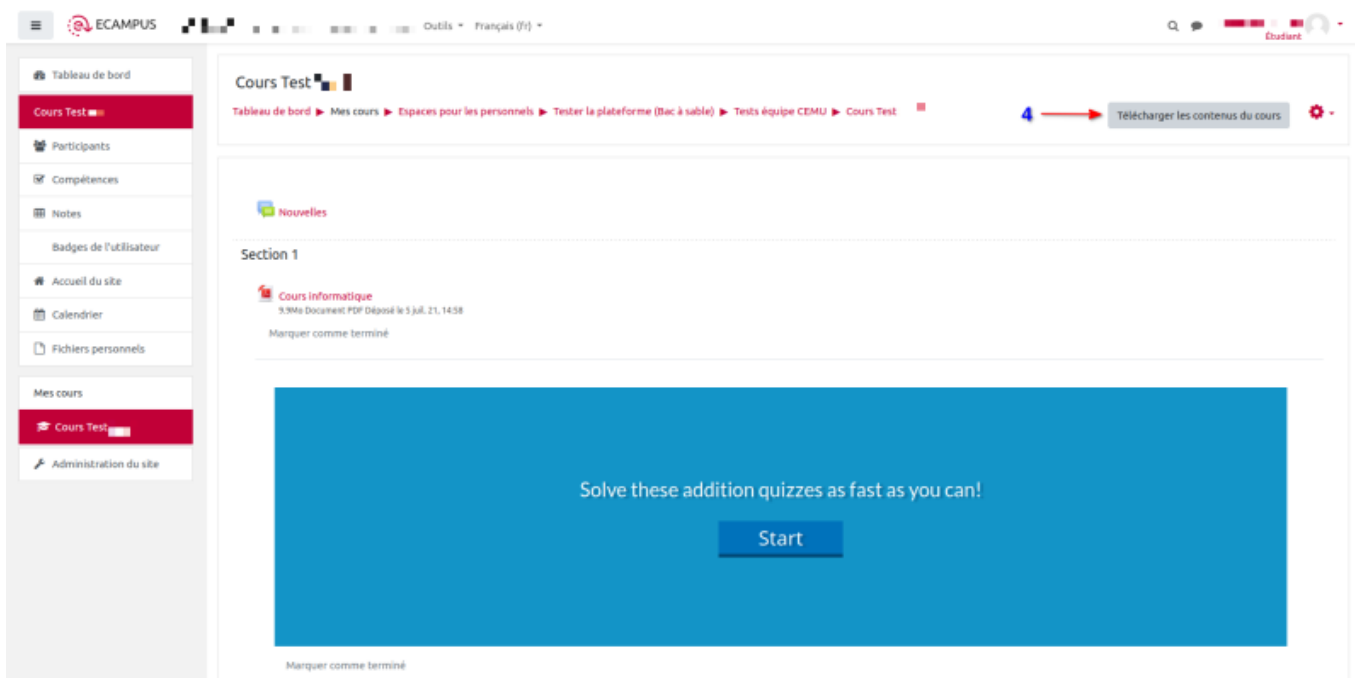 ECAMPUS Outils Français (fr)
Étudiant
Tableau de bord
Cours Test
Participants
Compétences
Notes
Badges de l'utilisateur
Accueil du site
Calendrier
Fichiers personnels
Mes cours
Cours Test
Administration du site
Cours Test
Tableau de bord ► Mes cours ► Espaces pour les personnels ► Tester la plateforme (Bac à sable) ► Tests équipe CEMU ► Cours Test
4 Télécharger les contenus du cours
Nouvelles
Section 1
Cours informatique
9.9Mo Document PDF Déposé le 5 juil. 21, 14:58
Marquer comme terminé
Solve these addition quizzes as fast as you can!
Start
Marquer comme terminé